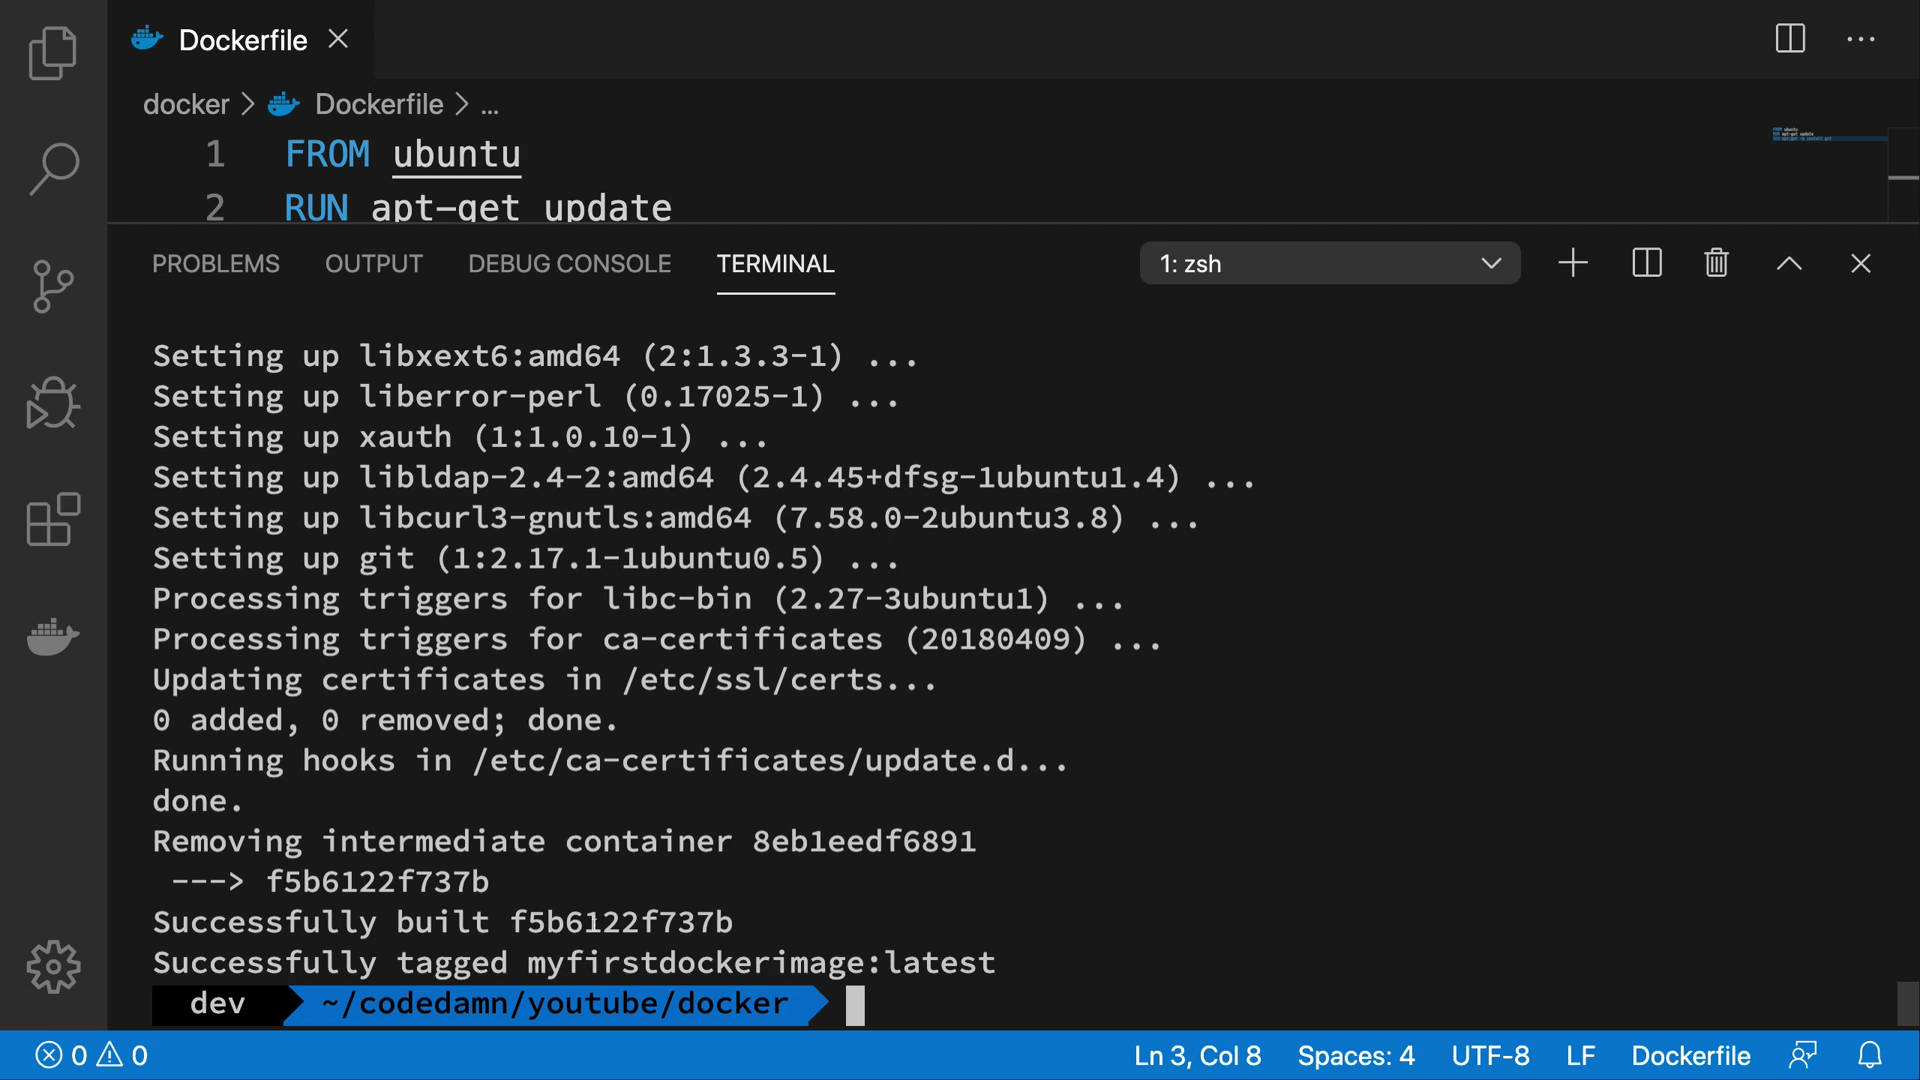 Dockerfile
docker > Dockerfile > ...
1 FROM ubuntu
2 RUN apt-get update
PROBLEMS OUTPUT DEBUG CONSOLE TERMINAL 1: zsh
Setting up libxext6:amd64 (2:1.3.3-1) ...
Setting up liberror-perl (0.17025-1) ...
Setting up xauth (1:1.0.10-1) ...
Setting up libldap-2.4-2:amd64 (2.4.45+dfsg-1ubuntu1.4) ...
Setting up libcurl3-gnutls:amd64 (7.58.0-2ubuntu3.8) ...
Setting up git (1:2.17.1-1ubuntu0.5) ...
Processing triggers for libc-bin (2.27-3ubuntu1) ...
Processing triggers for ca-certificates (20180409) ...
Updating certificates in /etc/ssl/certs...
0 added, 0 removed; done.
Running hooks in /etc/ca-certificates/update.d...
done.
Removing intermediate container 8eb1eedf6891
---> f5b6122f737b
Successfully built f5b6122f737b
Successfully tagged myfirstdockerimage:latest
dev ~/codedamn/youtube/docker
0 0 Ln 3, Col 8 Spaces: 4 UTF-8 LF Dockerfile